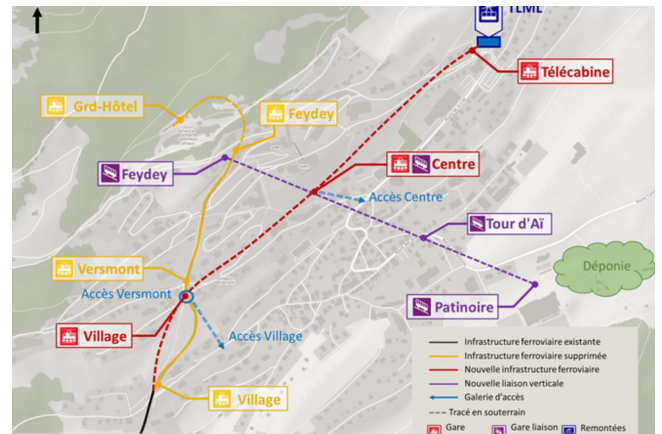 TLML
Télécabine
Grd-Hôtel
Feydey
Feydey
Centre
Accès Centre
Tour d'Aï
Versmont
Déponie
Accès Versmont
Patinoire
Village
Accès Village
Village
Infrastructure ferroviaire existante
Infrastructure ferroviaire supprimée
Nouvelle infrastructure ferroviaire
Nouvelle liaison verticale
Galerie d'accès
Tracé en souterrain
Gare
Gare liaison
Remontées